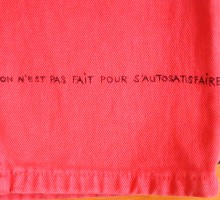 ON N'EST PAS FAIT POUR S'AUTOSATISFAIRE